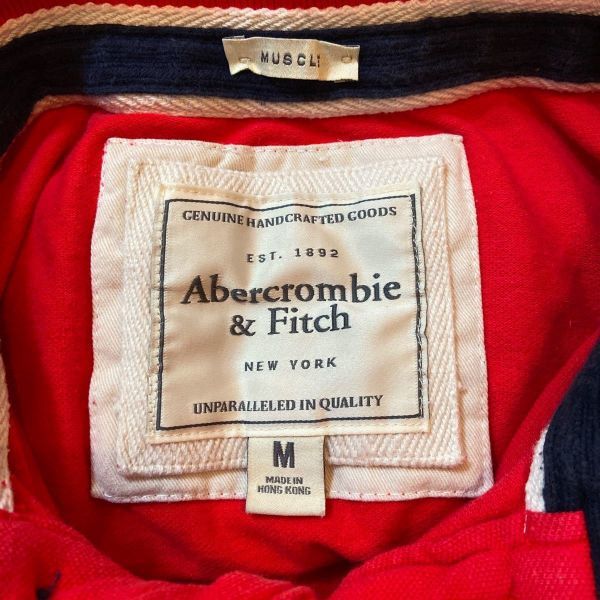 MUSCLE
GENUINE HANDCRAFTED GOODS
EST. 1892
Abercrombie
& Fitch
NEW YORK
UNPARALLELED IN QUALITY
M
MADE IN
HONG KONG